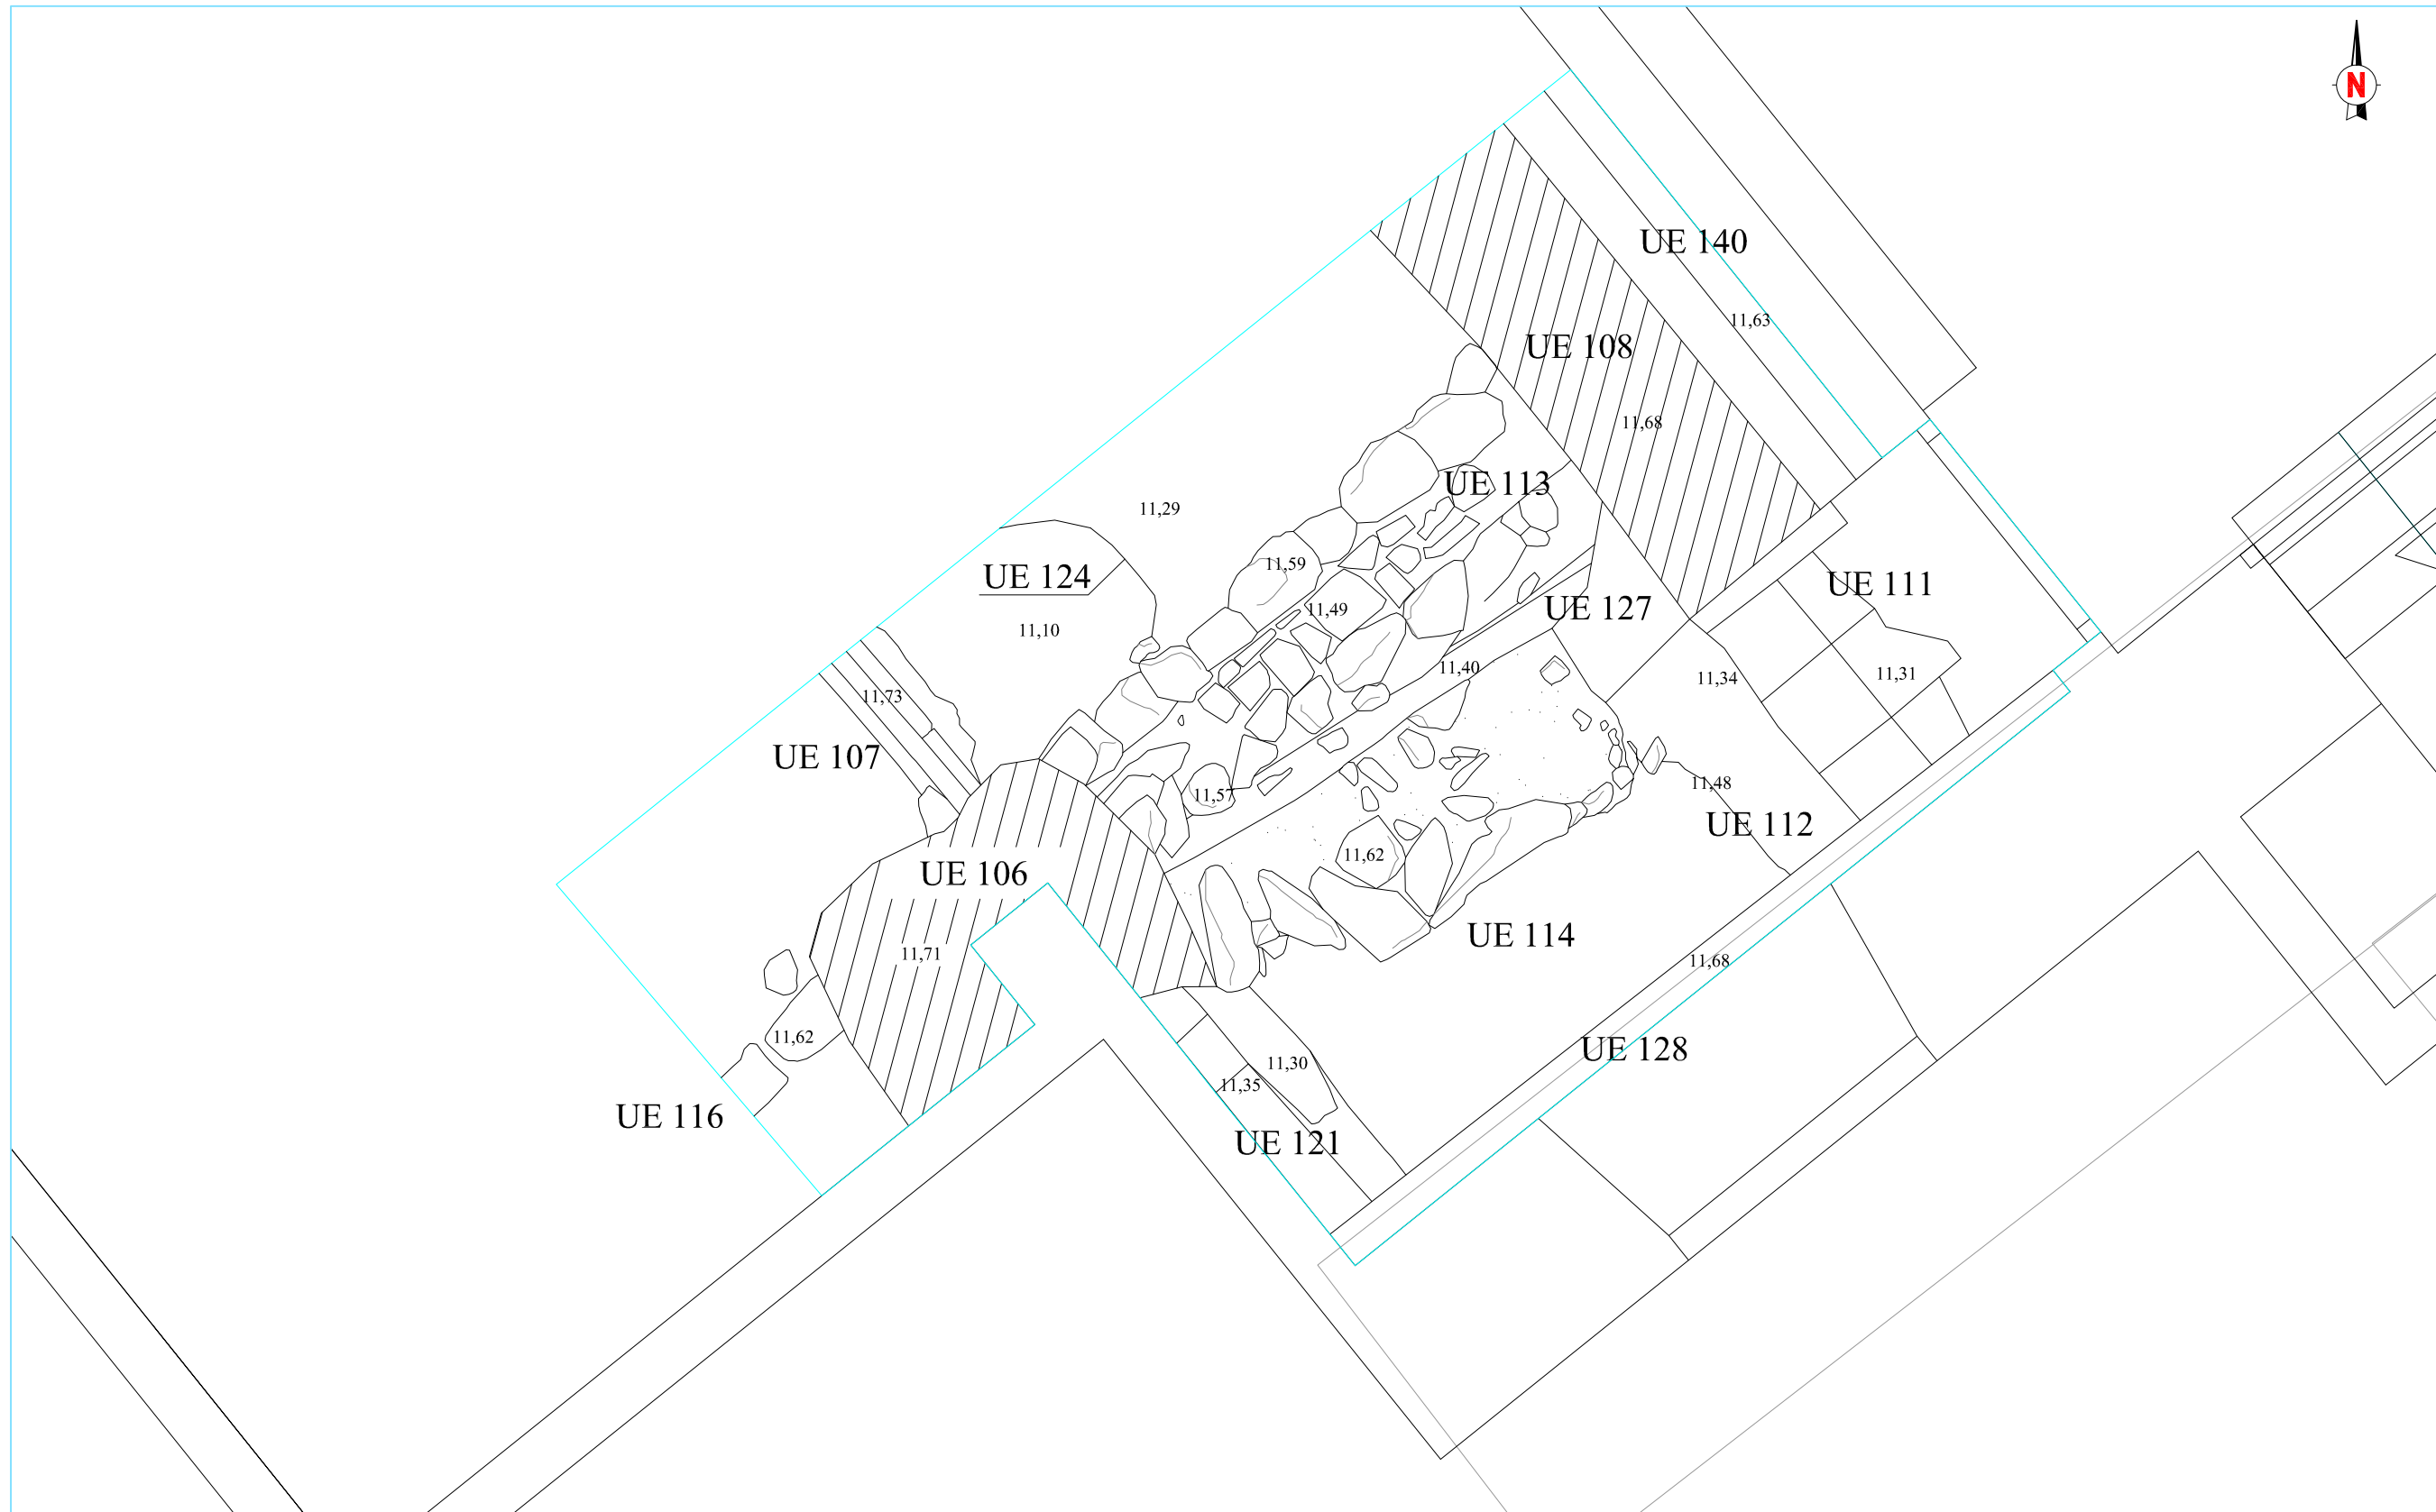 N
UE 140
11,63
UE 108
11,68
UE 113
11,29
11,59
UE 124
UE 111
11,49
UE 127
11,10
11,40
11,34
11,31
11,73
UE 107
11,48
11,57
UE 112
11,62
UE 106
UE 114
11,71
11,68
11,62
UE 128
11,30
11,35
UE 116
UE 121